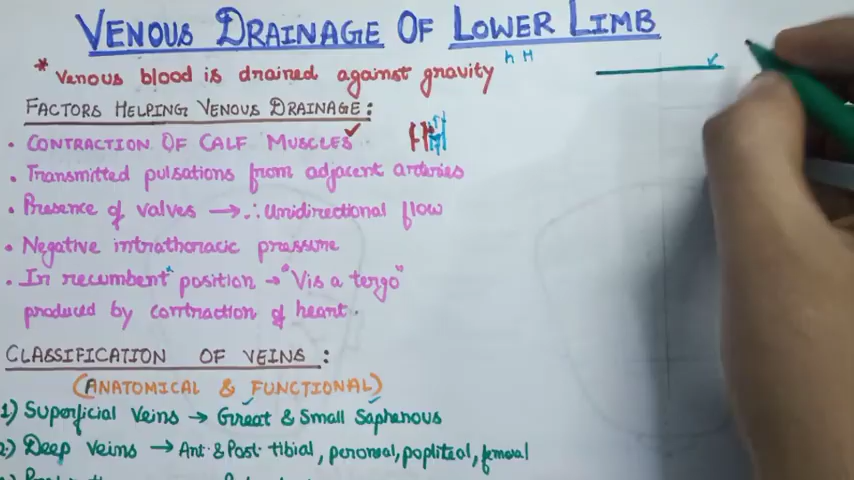 VENOUS DRAINAGE OF LOWER LIMB
* Venous blood is drained against gravity
h H
FACTORS HELPING VENOUS DRAINAGE:
• CONTRACTION OF CALF MUSCLES
• Transmitted pulsations from adjacent arteries
• Presence of valves → ∴ Unidirectional flow
• Negative intrathoracic pressure
• In recumbent* position → "Vis a tergo"
produced by contraction of heart.
CLASSIFICATION OF VEINS:
(ANATOMICAL & FUNCTIONAL)
1) Superficial Veins → Great & Small Saphenous
2) Deep Veins → Ant. & Post. tibial, peroneal, popliteal, femoral